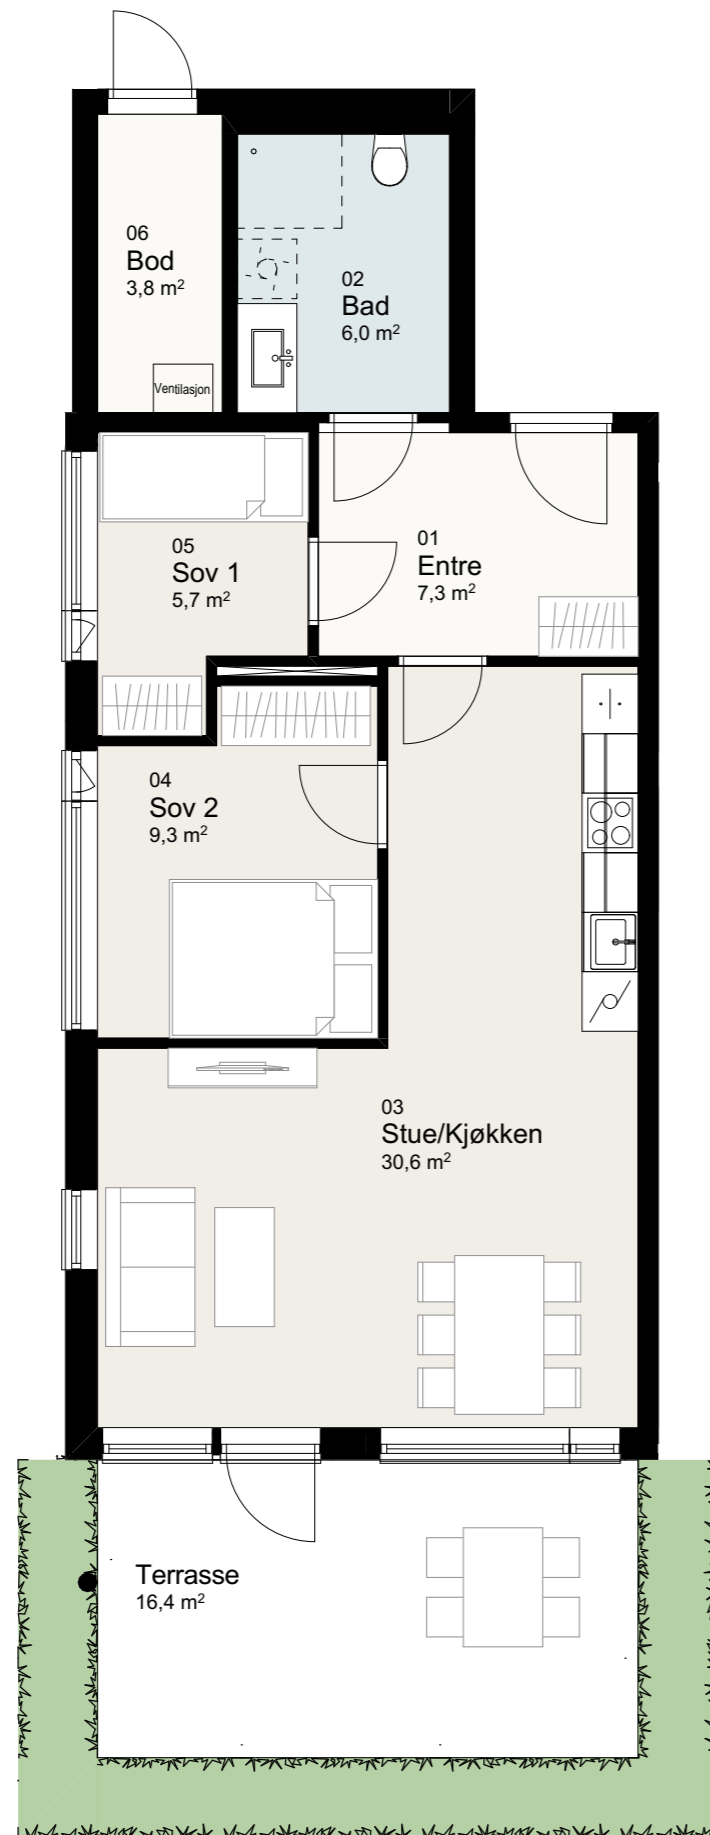 06
Bod
3,8 m²
02
Bad
6,0 m²
Ventilasjon
05
Sov 1
5,7 m²
01
Entre
7,3 m²
04
Sov 2
9,3 m²
03
Stue/Kjøkken
30,6 m²
Terrasse
16,4 m²